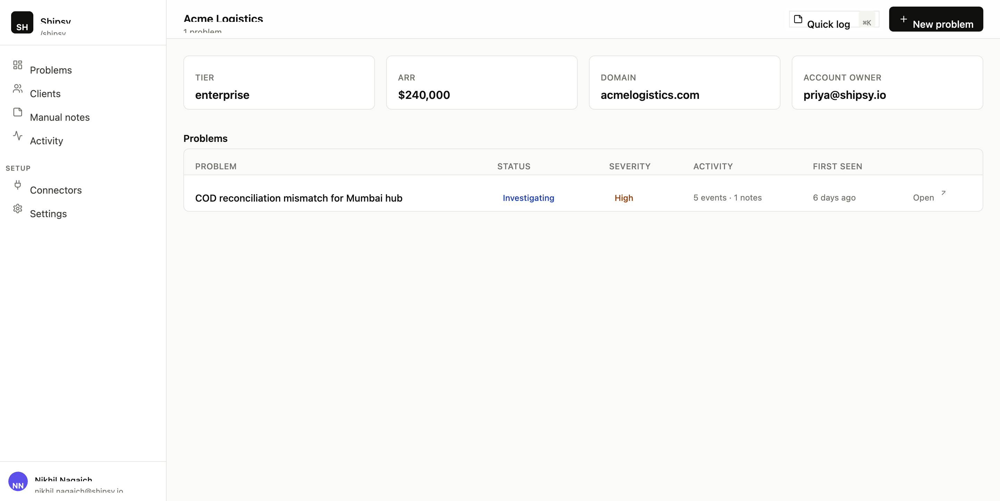 SH
Shipsy
/shipsy
Problems
Clients
Manual notes
Activity
SETUP
Connectors
Settings
NN
Nikhil Nagaich
nikhil.nagaich@shipsy.io
Acme Logistics
1 problem
Quick log ⌘K
New problem
TIER
enterprise
ARR
$240,000
DOMAIN
acmelogistics.com
ACCOUNT OWNER
priya@shipsy.io
Problems
PROBLEM STATUS SEVERITY ACTIVITY FIRST SEEN
COD reconciliation mismatch for Mumbai hub Investigating High 5 events · 1 notes 6 days ago Open